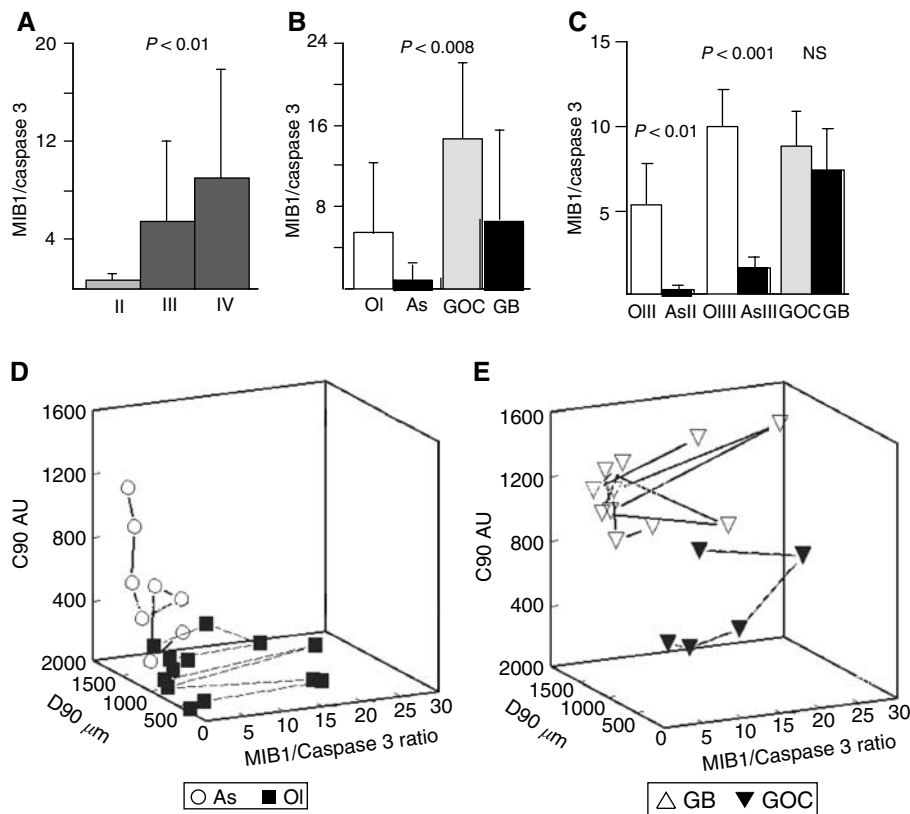 A
20
12
4
MIB1/caspase 3
P < 0.01
II III IV
B
24
16
8
MIB1/caspase 3
P < 0.008
Ol As GOC GB
C
15
10
5
MIB1/caspase 3
P < 0.01
P < 0.001
NS
OlII AsII OlIII AsIII GOC GB
D
1600
1200
800
400
2000
C90 AU
1500
1000
500
D90 μm
0 5 10 15 20 25 30
MIB1/Caspase 3 ratio
As Ol
E
1600
1200
800
400
2000
C90 AU
1500
1000
500
D90 μm
0 5 10 15 20 25 30
MIB1/Caspase 3 ratio
GB GOC